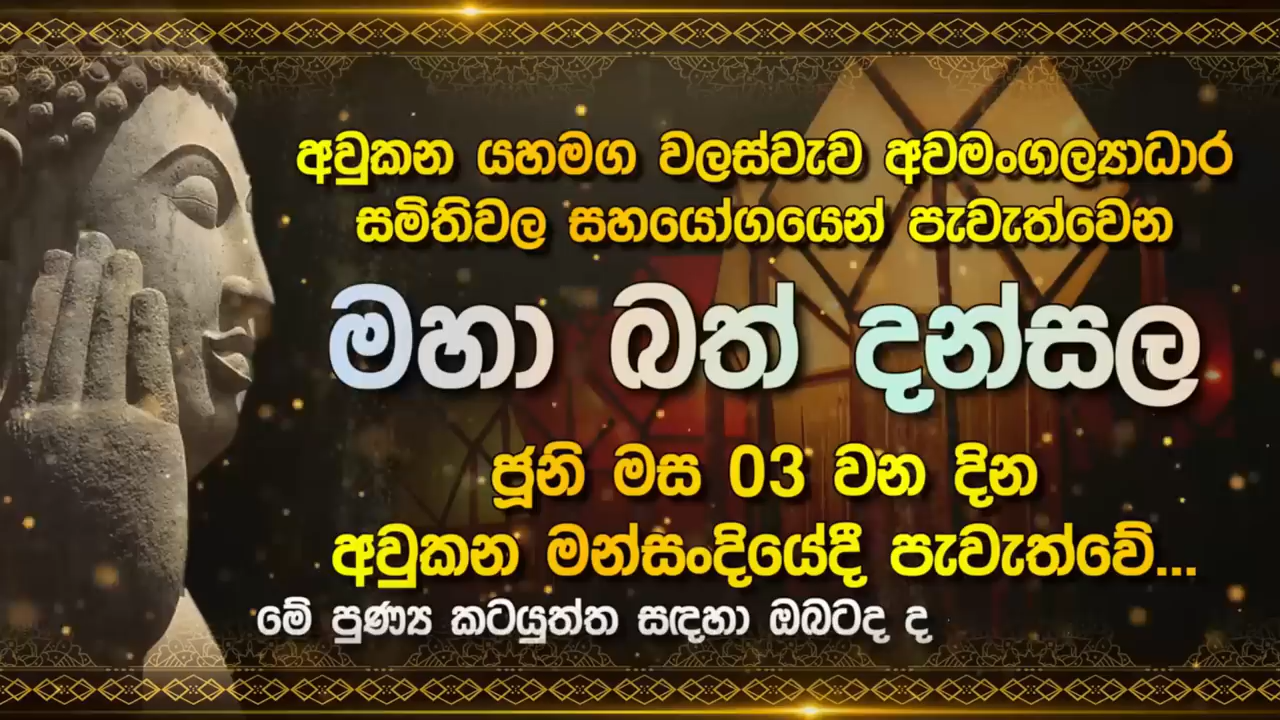 අවුකන යහමග වලස්වැව අවමංගල්‍යාධාර
සමිතිවල සහයෝගයෙන් පැවැත්වෙන
මහා බත් දන්සල
ජූනි මස 03 වන දින
අවුකන මන්සංදියේදී පැවැත්වේ...
මේ පුණ්‍ය කටයුත්ත සඳහා ඔබටද ද